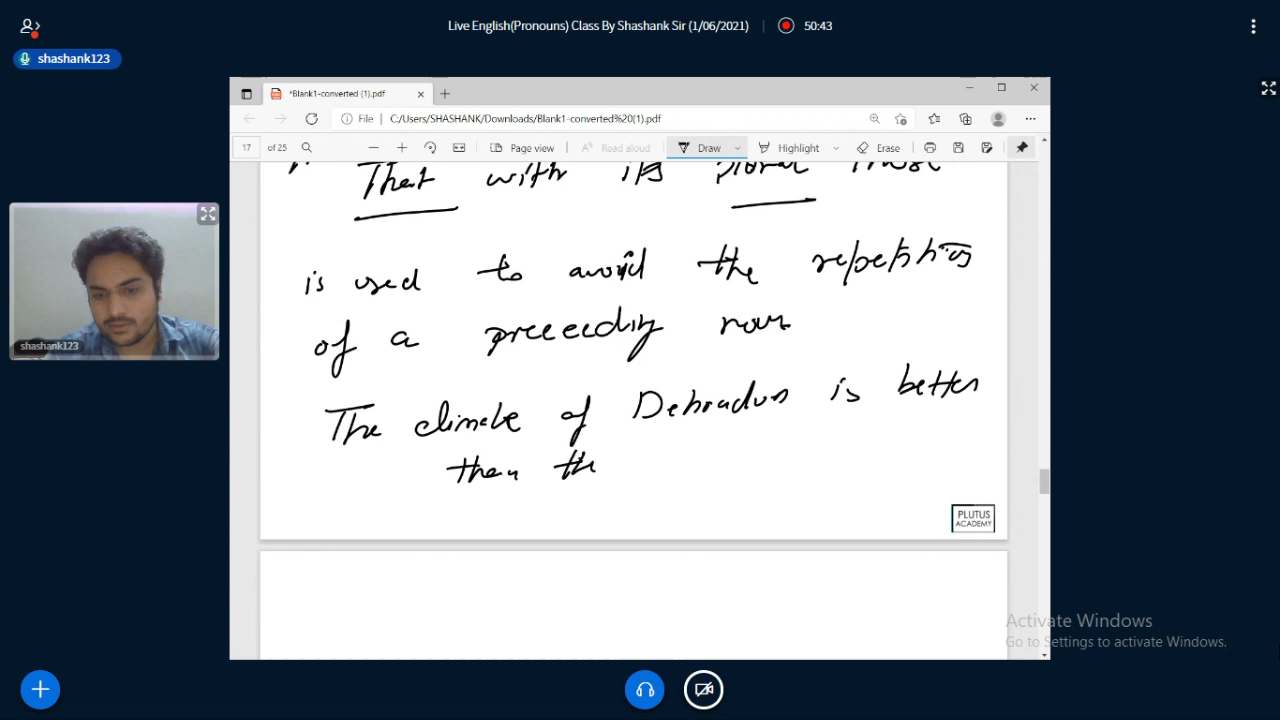 Live English(Pronouns) Class By Shashank Sir (1/06/2021)
50:43
shashank123
*Blank1-converted (1).pdf
File
C:/Users/SHASHANK/Downloads/Blank1-converted%20(1).pdf
17 of 25
Page view
Read aloud
Draw
Highlight
Erase
That with its plural those
is used to avoid the repetition
of a preceeding noun
The climate of Dehradun is better
than the
shashank123
PLUTUS
ACADEMY
Activate Windows
Go to Settings to activate Windows.